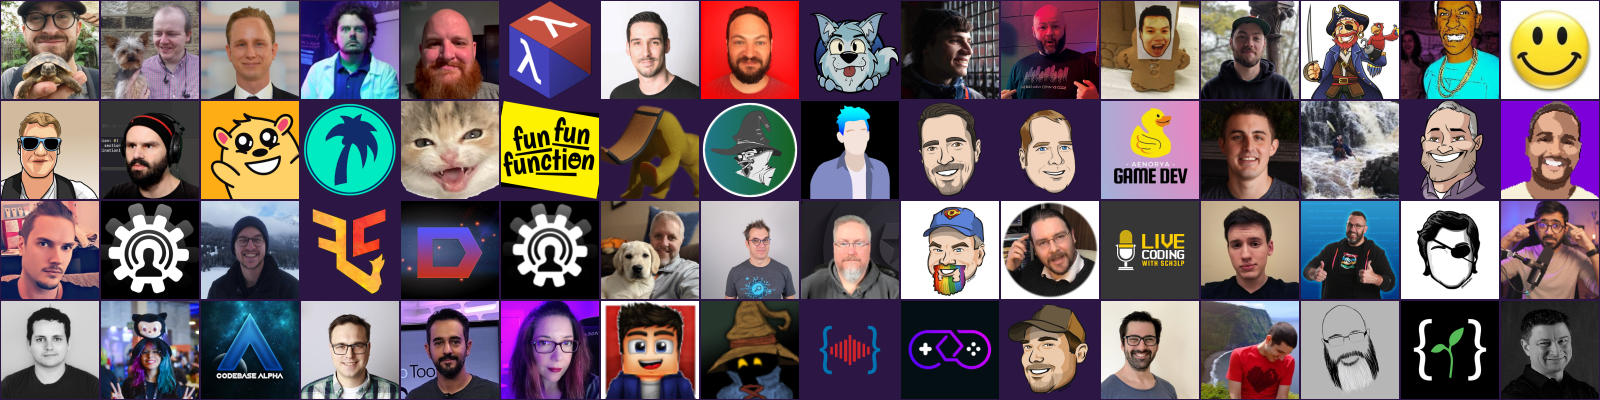 λ
λ
fun fun
function
· AENORYA ·
GAME DEV
LIVE
CODING
WITH SCH3LP
CODEBASE ALPHA
Too